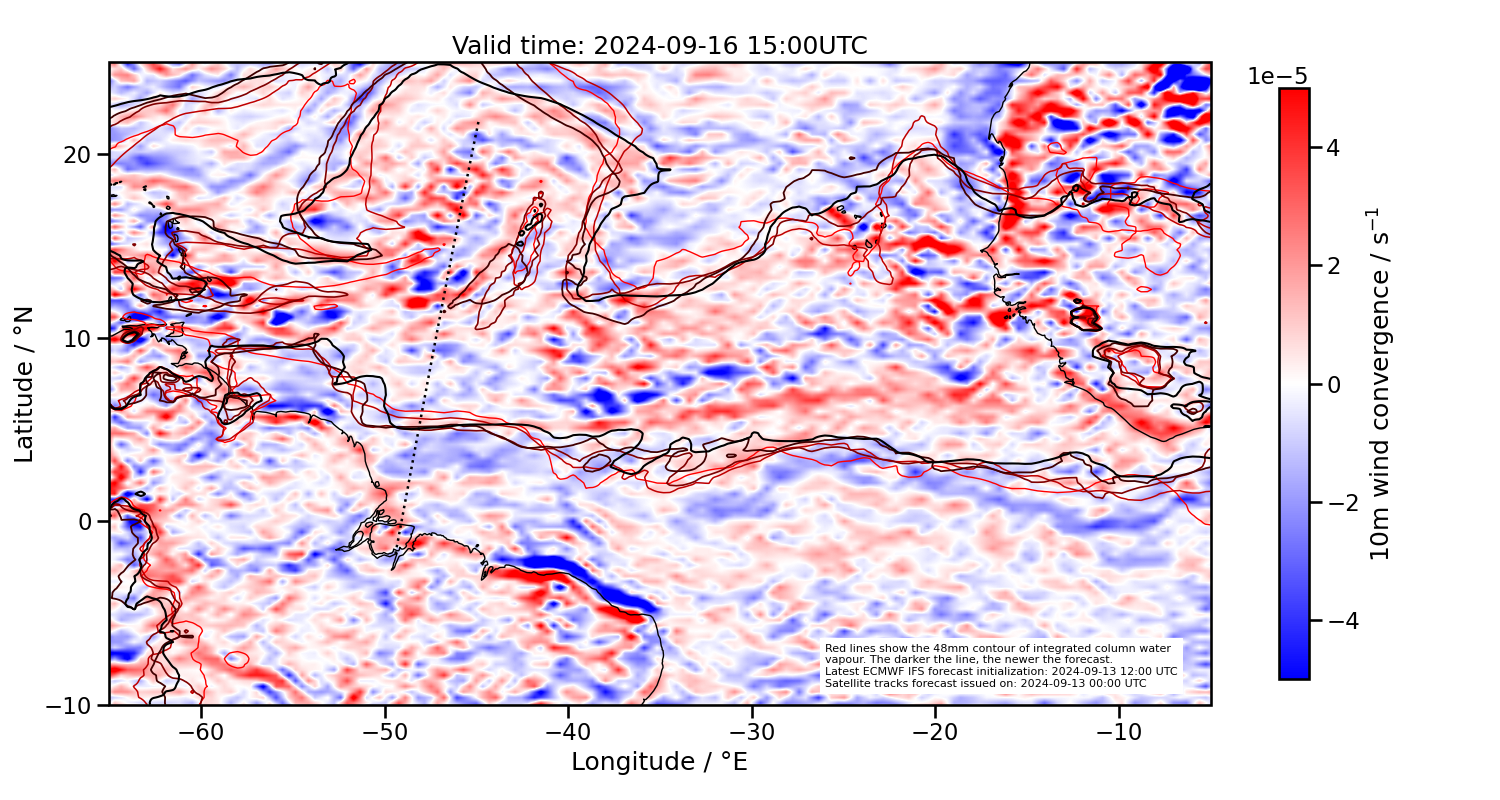 Valid time: 2024-09-16 15:00UTC
1e−5
20
10
0
−10
Latitude / °N
−60
−50
−40
−30
−20
−10
Longitude / °E
4
2
0
−2
−4
10m wind convergence / s⁻¹
Red lines show the 48mm contour of integrated column water
vapour. The darker the line, the newer the forecast.
Latest ECMWF IFS forecast initialization: 2024-09-13 12:00 UTC
Satellite tracks forecast issued on: 2024-09-13 00:00 UTC